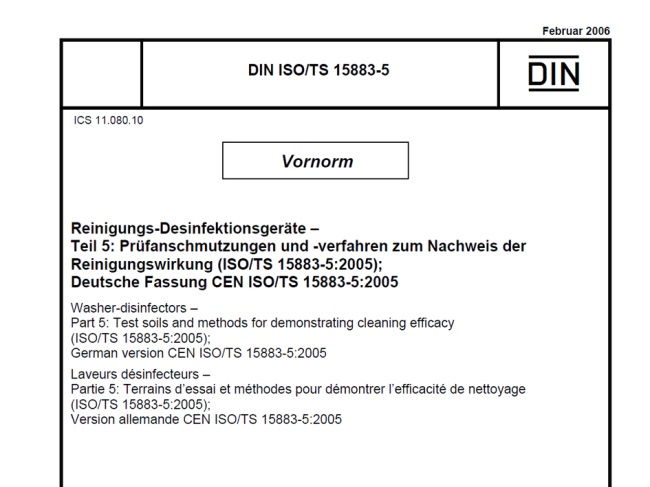 Februar 2006
DIN ISO/TS 15883-5
DIN
ICS 11.080.10
Vornorm
Reinigungs-Desinfektionsgeräte –
Teil 5: Prüfanschmutzungen und -verfahren zum Nachweis der
Reinigungswirkung (ISO/TS 15883-5:2005);
Deutsche Fassung CEN ISO/TS 15883-5:2005
Washer-disinfectors –
Part 5: Test soils and methods for demonstrating cleaning efficacy
(ISO/TS 15883-5:2005);
German version CEN ISO/TS 15883-5:2005
Laveurs désinfecteurs –
Partie 5: Terrains d’essai et méthodes pour démontrer l’efficacité de nettoyage
(ISO/TS 15883-5:2005);
Version allemande CEN ISO/TS 15883-5:2005